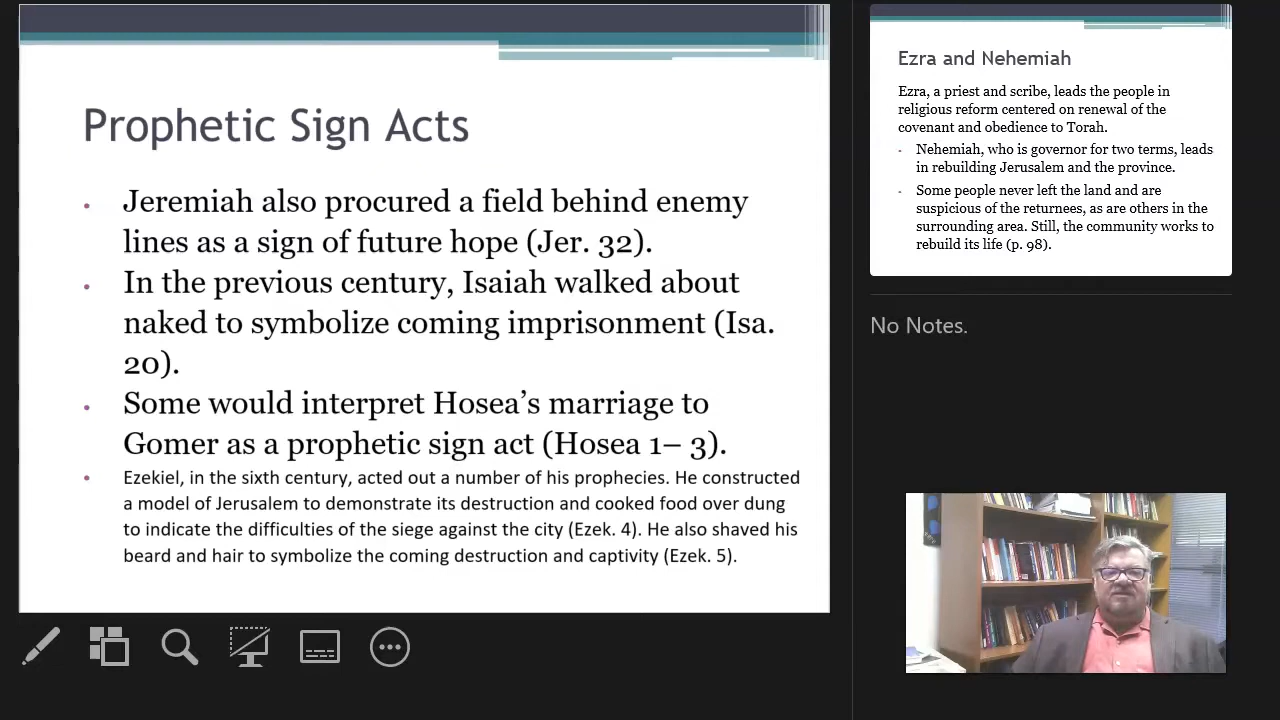 Prophetic Sign Acts
Jeremiah also procured a field behind enemy
lines as a sign of future hope (Jer. 32).
In the previous century, Isaiah walked about
naked to symbolize coming imprisonment (Isa.
20).
Some would interpret Hosea’s marriage to
Gomer as a prophetic sign act (Hosea 1– 3).
Ezekiel, in the sixth century, acted out a number of his prophecies. He constructed
a model of Jerusalem to demonstrate its destruction and cooked food over dung
to indicate the difficulties of the siege against the city (Ezek. 4). He also shaved his
beard and hair to symbolize the coming destruction and captivity (Ezek. 5).
Ezra and Nehemiah
Ezra, a priest and scribe, leads the people in
religious reform centered on renewal of the
covenant and obedience to Torah.
Nehemiah, who is governor for two terms, leads
in rebuilding Jerusalem and the province.
Some people never left the land and are
suspicious of the returnees, as are others in the
surrounding area. Still, the community works to
rebuild its life (p. 98).
No Notes.